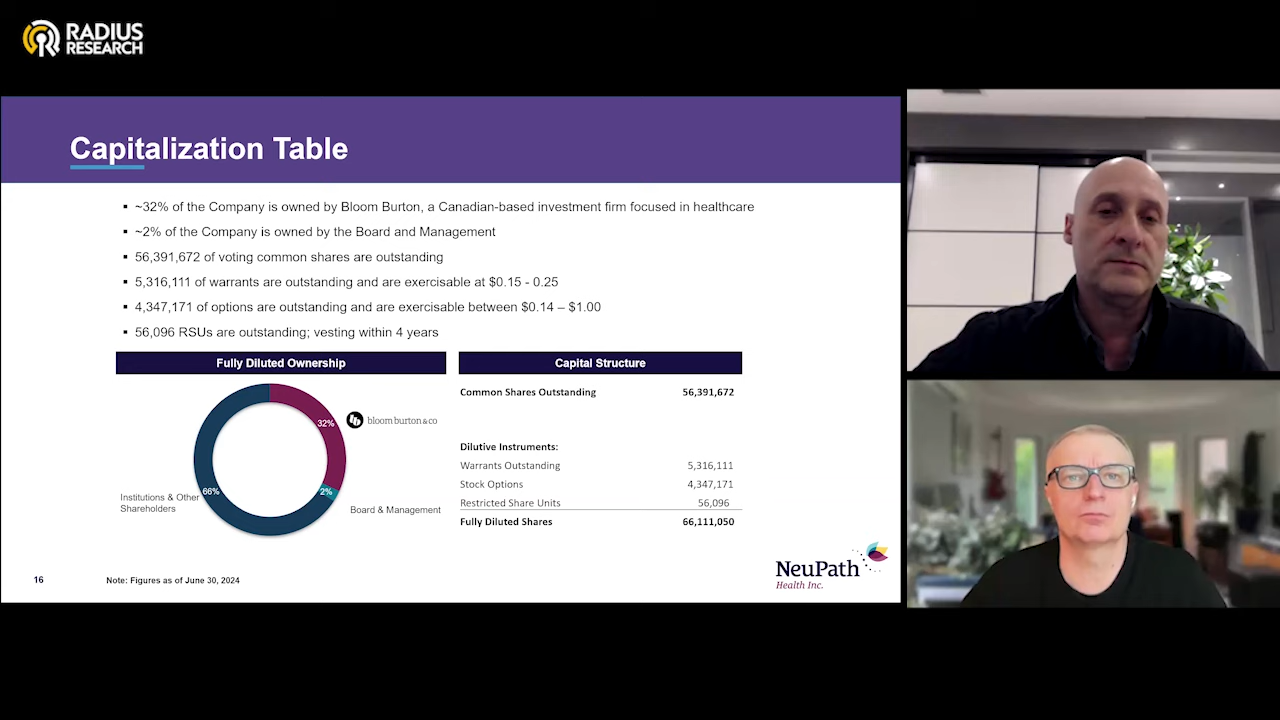 RADIUS
RESEARCH
Capitalization Table
▪ ~32% of the Company is owned by Bloom Burton, a Canadian-based investment firm focused in healthcare
▪ ~2% of the Company is owned by the Board and Management
▪ 56,391,672 of voting common shares are outstanding
▪ 5,316,111 of warrants are outstanding and are exercisable at $0.15 - 0.25
▪ 4,347,171 of options are outstanding and are exercisable between $0.14 – $1.00
▪ 56,096 RSUs are outstanding; vesting within 4 years
Fully Diluted Ownership
32%
bloom burton & co
66%
2%
Institutions & Other
Shareholders
Board & Management
Capital Structure
Common Shares Outstanding 56,391,672
Dilutive Instruments:
Warrants Outstanding 5,316,111
Stock Options 4,347,171
Restricted Share Units 56,096
Fully Diluted Shares 66,111,050
NeuPath
Health Inc.
16
Note: Figures as of June 30, 2024